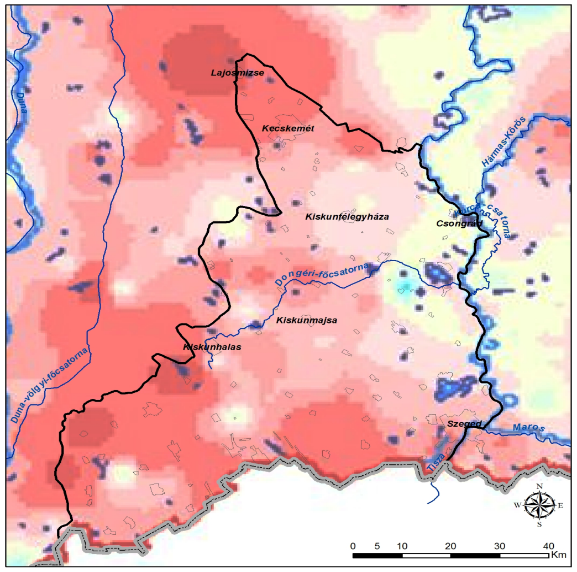 Duna
Lajosmizse
Kecskemét
Hármas-Körös
Kiskunfélegyháza
Csongrád
csatorna
Dongéri-főcsatorna
Kiskunmajsa
Kiskunhalas
Duna-völgyi-főcsatorna
Szeged
Maros
Tisza
N
W E
S
0 5 10 20 30 40
Km